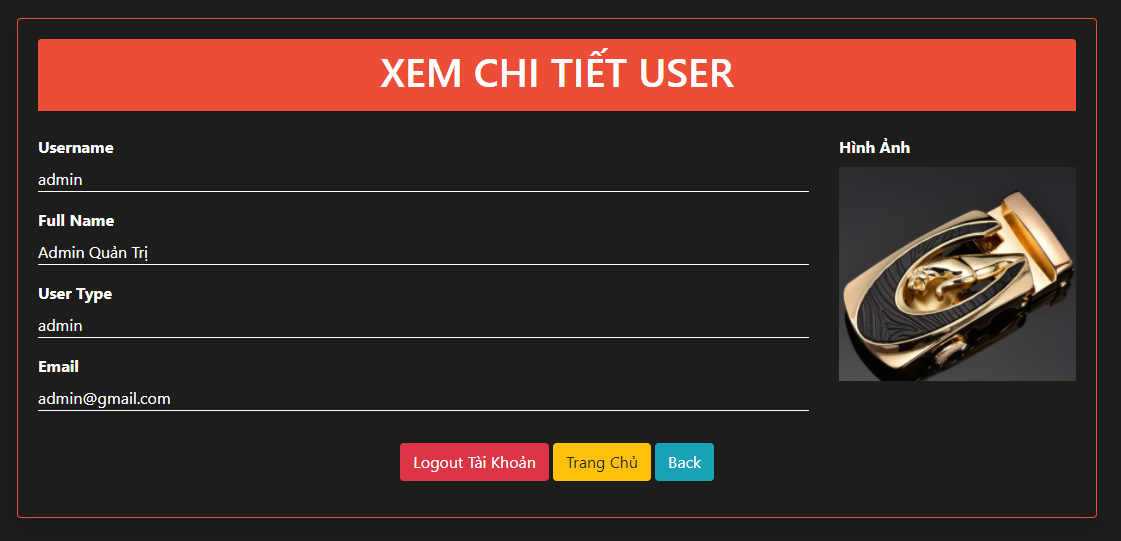 XEM CHI TIẾT USER
Username
admin
Full Name
Admin Quản Trị
User Type
admin
Email
admin@gmail.com
Hình Ảnh
Logout Tài Khoản
Trang Chủ
Back